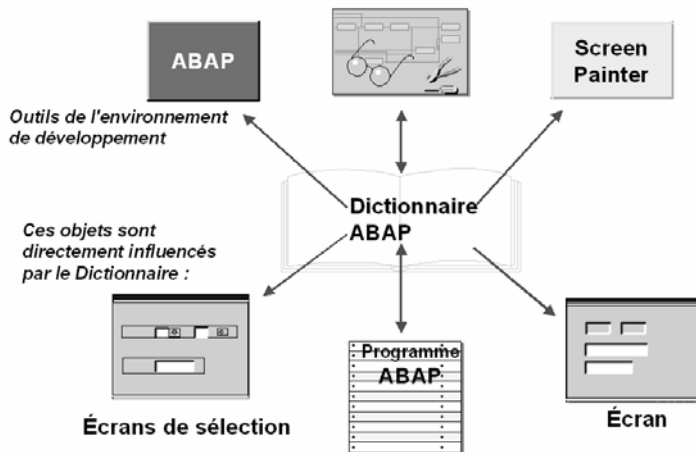 ABAP
Screen
Painter
Outils de l'environnement
de développement
Dictionnaire
ABAP
Ces objets sont
directement influencés
par le Dictionnaire :
Programme
ABAP
Écrans de sélection
Écran